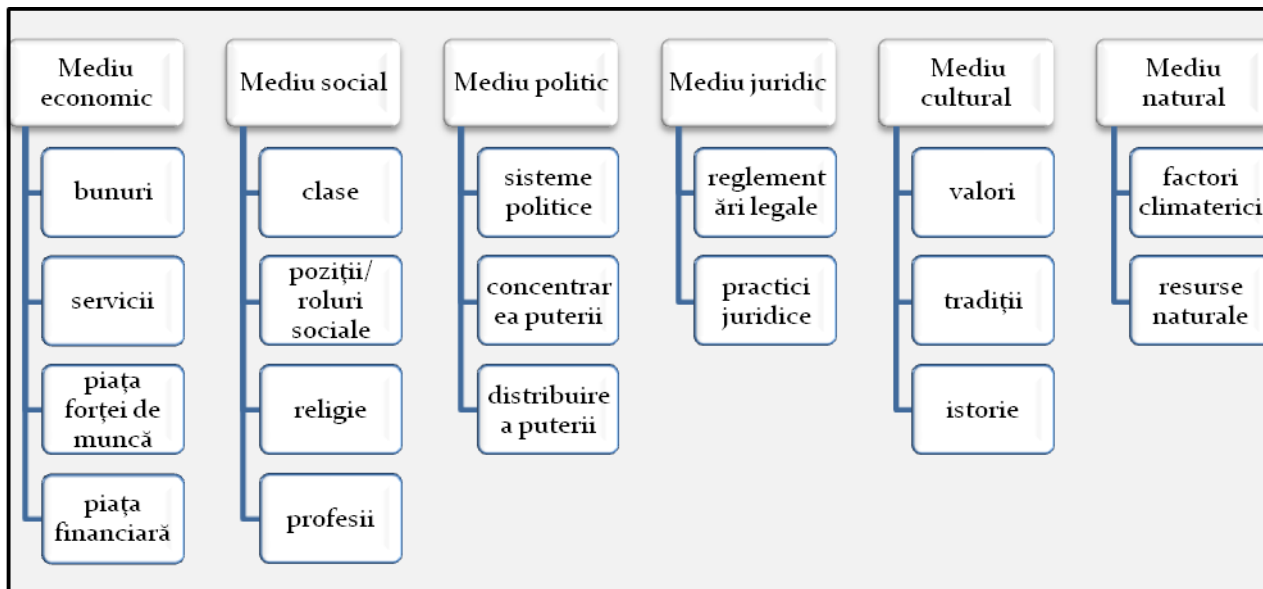 Mediu
economic
bunuri
servicii
piața
forței de
muncă
piața
financiară
Mediu social
clase
poziții/
roluri
sociale
religie
profesii
Mediu politic
sisteme
politice
concentrar
ea puterii
distribuire
a puterii
Mediu juridic
reglement
ări legale
practici
juridice
Mediu
cultural
valori
tradiții
istorie
Mediu
natural
factori
climaterici
resurse
naturale